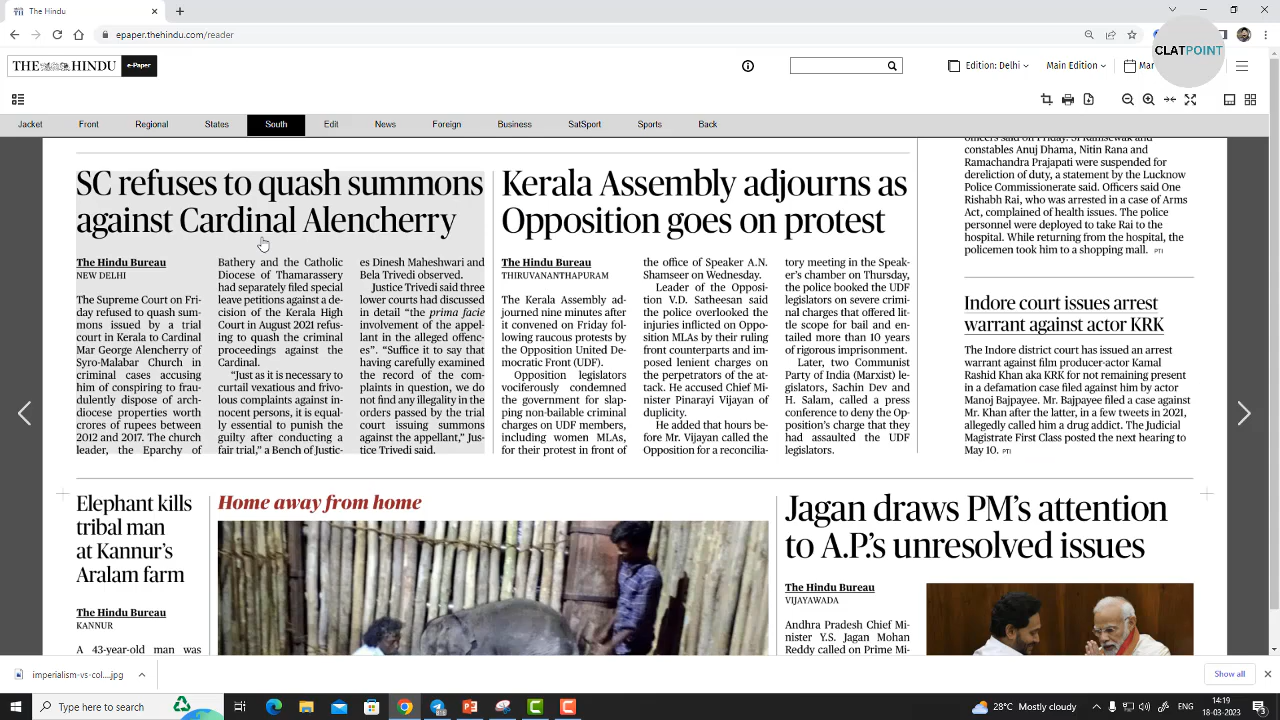 TH The Hindu
epaper.thehindu.com/reader
CLATPOINT
THE HINDU
e-Paper
Edition: Delhi
Main Edition
Mar
Jacket
Front
Regional
States
South
Edit
News
Foreign
Business
SatSport
Sports
Back
SC refuses to quash summons
against Cardinal Alencherry
The Hindu Bureau
NEW DELHI
The Supreme Court on Fri-
day refused to quash sum-
mons issued by a trial
court in Kerala to Cardinal
Mar George Alencherry of
Syro-Malabar Church in
criminal cases accusing
him of conspiring to frau-
dulently dispose of arch-
diocese properties worth
crores of rupees between
2012 and 2017. The church
leader, the Eparchy of
Bathery and the Catholic
Diocese of Thamarassery
had separately filed special
leave petitions against a de-
cision of the Kerala High
Court in August 2021 refus-
ing to quash the criminal
proceedings against the
Cardinal.
“Just as it is necessary to
curtail vexatious and frivo-
lous complaints against in-
nocent persons, it is equal-
ly essential to punish the
guilty after conducting a
fair trial,” a Bench of Justic-
es Dinesh Maheshwari and
Bela Trivedi observed.
Justice Trivedi said three
lower courts had discussed
in detail “the prima facie
involvement of the appel-
lant in the alleged offenc-
es”. “Suffice it to say that
having carefully examined
the record of the com-
plaints in question, we do
not find any illegality in the
orders passed by the trial
court issuing summons
against the appellant,” Jus-
tice Trivedi said.
Kerala Assembly adjourns as
Opposition goes on protest
The Hindu Bureau
THIRUVANANTHAPURAM
The Kerala Assembly ad-
journed nine minutes after
it convened on Friday fol-
lowing raucous protests by
the Opposition United De-
mocratic Front (UDF).
Opposition legislators
vociferously condemned
the government for slap-
ping non-bailable criminal
charges on UDF members,
including women MLAs,
for their protest in front of
the office of Speaker A.N.
Shamseer on Wednesday.
Leader of the Opposi-
tion V.D. Satheesan said
the police overlooked the
injuries inflicted on Oppo-
sition MLAs by their ruling
front counterparts and im-
posed lenient charges on
the perpetrators of the at-
tack. He accused Chief Mi-
nister Pinarayi Vijayan of
duplicity.
He added that hours be-
fore Mr. Vijayan called the
Opposition for a reconcilia-
tory meeting in the Speak-
er’s chamber on Thursday,
the police booked the UDF
legislators on severe crimi-
nal charges that offered lit-
tle scope for bail and en-
tailed more than 10 years
of rigorous imprisonment.
Later, two Communist
Party of India (Marxist) le-
gislators, Sachin Dev and
H. Salam, called a press
conference to deny the Op-
position’s charge that they
had assaulted the UDF
legislators.
officers said on Friday. SI Ramsewak and
constables Anuj Dhama, Nitin Rana and
Ramachandra Prajapati were suspended for
dereliction of duty, a statement by the Lucknow
Police Commissionerate said. Officers said One
Rishabh Rai, who was arrested in a case of Arms
Act, complained of health issues. The police
personnel were deployed to take Rai to the
hospital. While returning from the hospital, the
policemen took him to a shopping mall. PTI
Indore court issues arrest
warrant against actor KRK
The Indore district court has issued an arrest
warrant against film producer-actor Kamal
Rashid Khan aka KRK for not remaining present
in a defamation case filed against him by actor
Manoj Bajpayee. Mr. Bajpayee filed a case against
Mr. Khan after the latter, in a few tweets in 2021,
allegedly called him a drug addict. The Judicial
Magistrate First Class posted the next hearing to
May 10. PTI
Elephant kills
tribal man
at Kannur’s
Aralam farm
The Hindu Bureau
KANNUR
A 43-year-old man was
Home away from home
Jagan draws PM’s attention
to A.P.’s unresolved issues
The Hindu Bureau
VIJAYAWADA
Andhra Pradesh Chief Mi-
nister Y.S. Jagan Mohan
Reddy called on Prime Mi-
imperialism-vs-col....jpg
Show all
Type here to search
28°C Mostly cloudy
ENG
14:19
18-03-2023
3